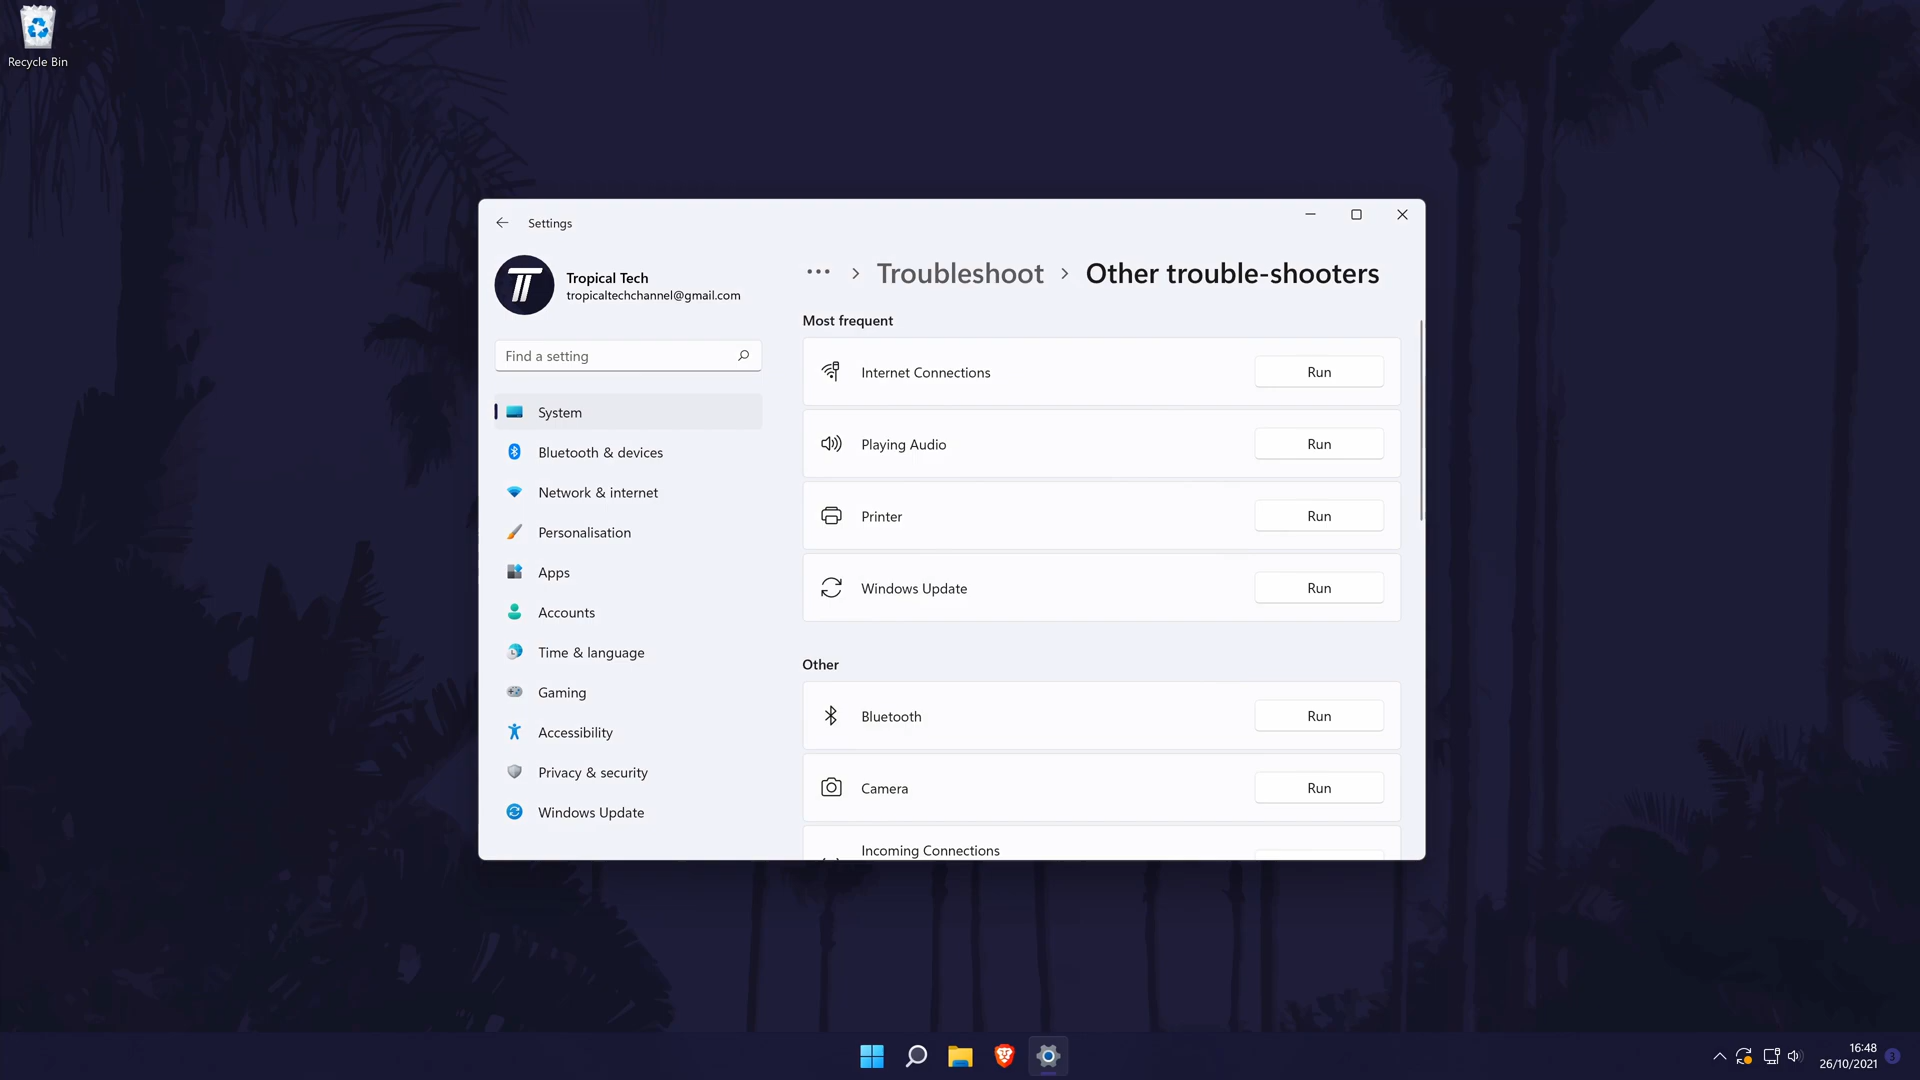 Recycle Bin
Settings
Tropical Tech
tropicaltechchannel@gmail.com
Find a setting
System
Bluetooth & devices
Network & internet
Personalisation
Apps
Accounts
Time & language
Gaming
Accessibility
Privacy & security
Windows Update
··· > Troubleshoot > Other trouble-shooters
Most frequent
Internet Connections Run
Playing Audio Run
Printer Run
Windows Update Run
Other
Bluetooth Run
Camera Run
Incoming Connections
16:48
26/10/2021
3